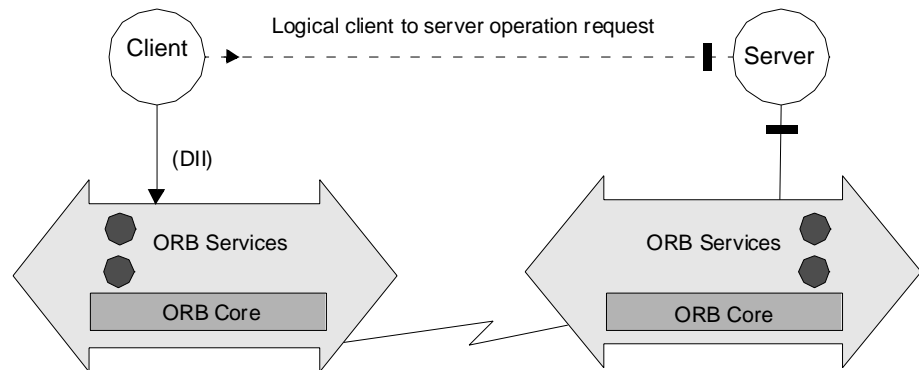 Logical client to server operation request
Client
Server
(DII)
ORB Services
ORB Services
ORB Core
ORB Core